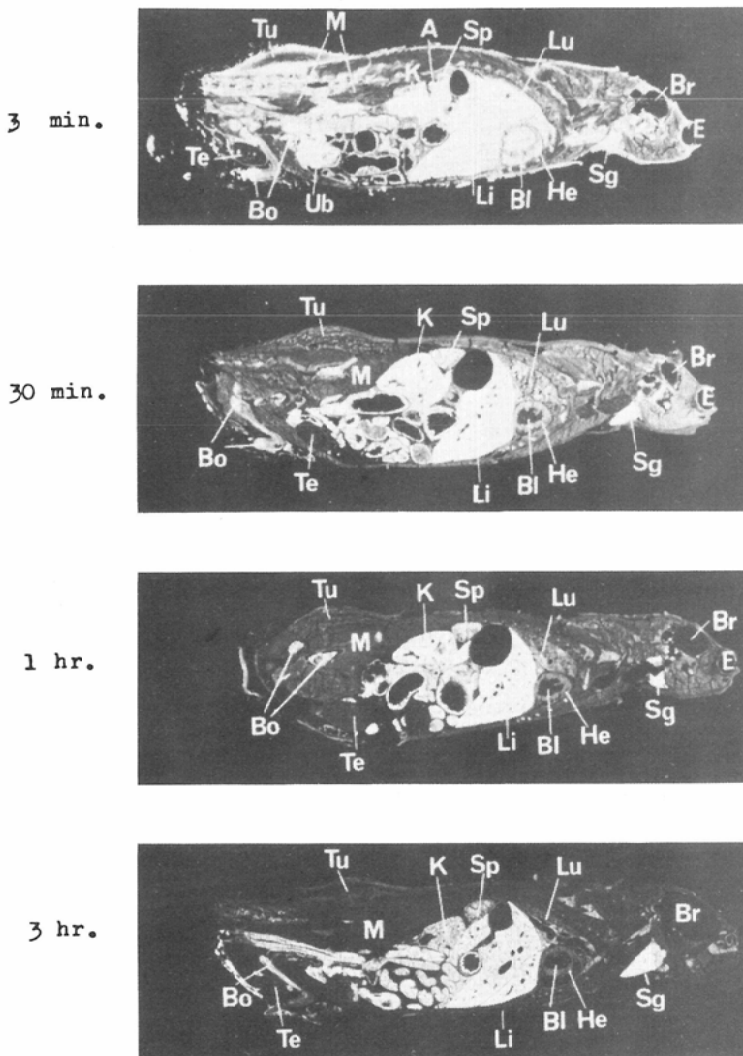 3 min.
Tu M A Sp Lu
K
Br
E
Te
Bo Ub Li Bl He Sg
30 min.
Tu K Sp Lu
Br
M
E
Bo Te Li Bl He Sg
1 hr.
Tu K Sp Lu
M
Br
E
Bo Te Li Bl He Sg
3 hr.
Tu K Sp Lu
M
Br
Bo Te Li Bl He Sg